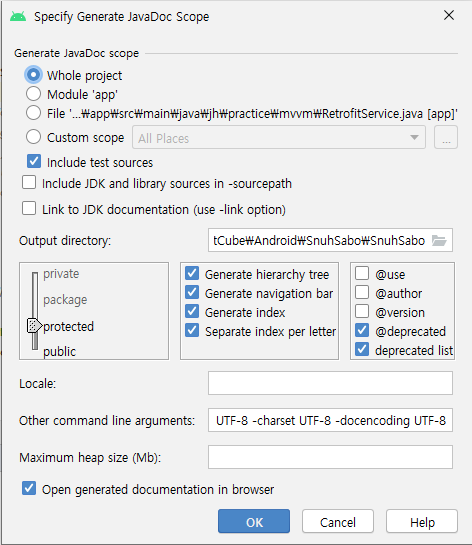 Specify Generate JavaDoc Scope
Generate JavaDoc scope
Whole project
Module 'app'
File '...₩app₩src₩main₩java₩jh₩practice₩mvvm₩RetrofitService.java [app]'
Custom scope All Places ...
Include test sources
Include JDK and library sources in -sourcepath
Link to JDK documentation (use -link option)
Output directory: tCube₩Android₩SnuhSabo₩SnuhSabo
private
package
protected
public
Generate hierarchy tree
Generate navigation bar
Generate index
Separate index per letter
@use
@author
@version
@deprecated
deprecated list
Locale:
Other command line arguments: UTF-8 -charset UTF-8 -docencoding UTF-8
Maximum heap size (Mb):
Open generated documentation in browser
OK Cancel Help